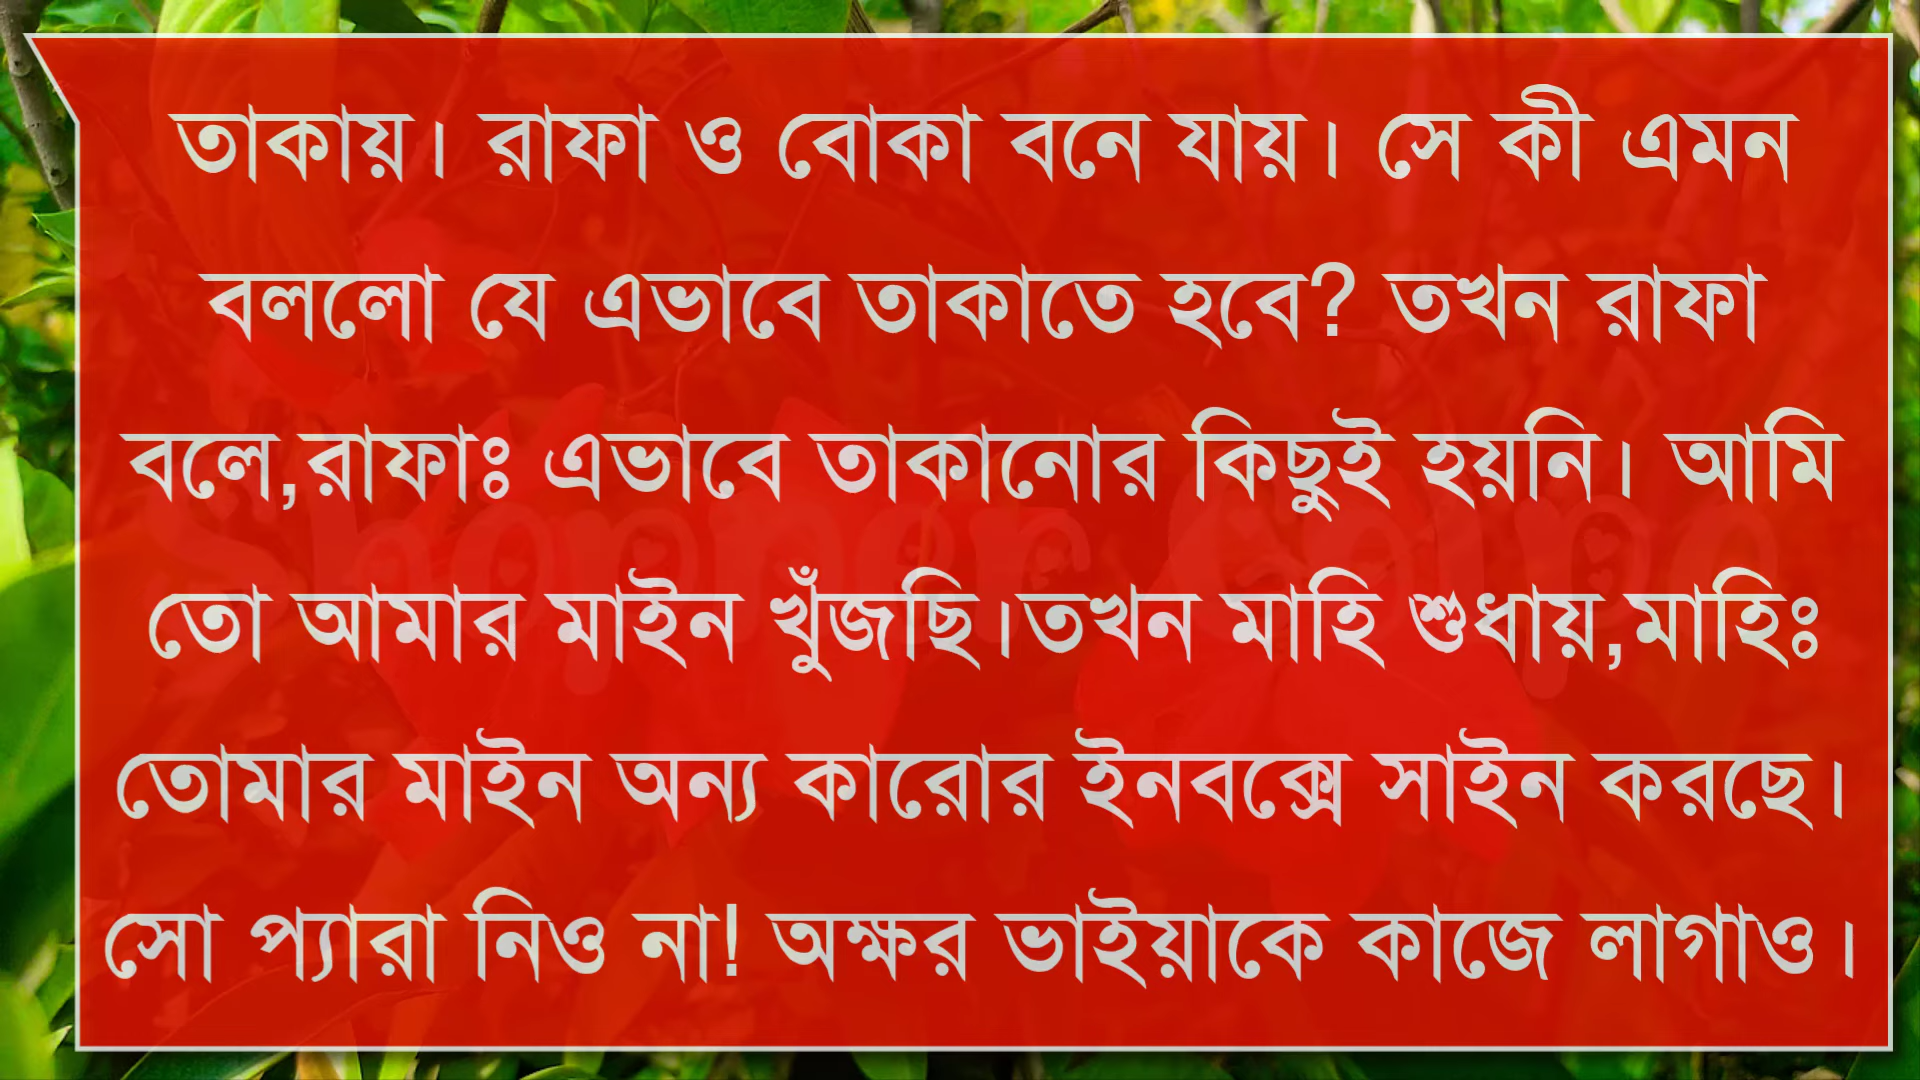 তাকায়। রাফা ও বোকা বনে যায়। সে কী এমন
বললো যে এভাবে তাকাতে হবে? তখন রাফা
বলে,রাফাঃ এভাবে তাকানোর কিছুই হয়নি। আমি
তো আমার মাইন খুঁজছি।তখন মাহি শুধায়,মাহিঃ
তোমার মাইন অন্য কারোর ইনবক্সে সাইন করছে।
সো প্যারা নিও না! অক্ষর ভাইয়াকে কাজে লাগাও।